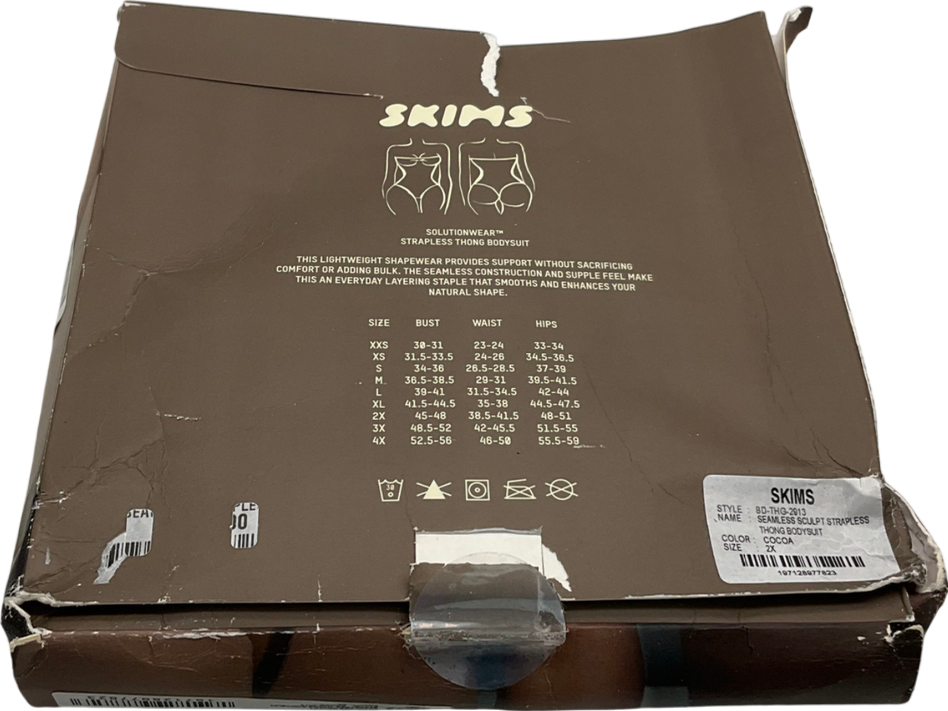 SKIMS
SOLUTIONWEAR™
STRAPLESS THONG BODYSUIT
THIS LIGHTWEIGHT SHAPEWEAR PROVIDES SUPPORT WITHOUT SACRIFICING
COMFORT OR ADDING BULK. THE SEAMLESS CONSTRUCTION AND SUPPLE FEEL MAKE
THIS AN EVERYDAY LAYERING STAPLE THAT SMOOTHS AND ENHANCES YOUR
NATURAL SHAPE.
SIZE BUST WAIST HIPS
XXS 30-31 23-24 33-34
XS 31.5-33.5 24-26 34.5-36.5
S 34-36 26.5-28.5 37-39
M 36.5-38.5 29-31 39.5-41.5
L 39-41 31.5-34.5 42-44
XL 41.5-44.5 35-38 44.5-47.5
2X 45-48 38.5-41.5 48-51
3X 48.5-52 42-45.5 51.5-55
4X 52.5-56 46-50 55.5-59
30
SKIMS
STYLE : BD-THG-2913
NAME : SEAMLESS SCULPT STRAPLESS
THONG BODYSUIT
COLOR : COCOA
SIZE : 2X
197128977823